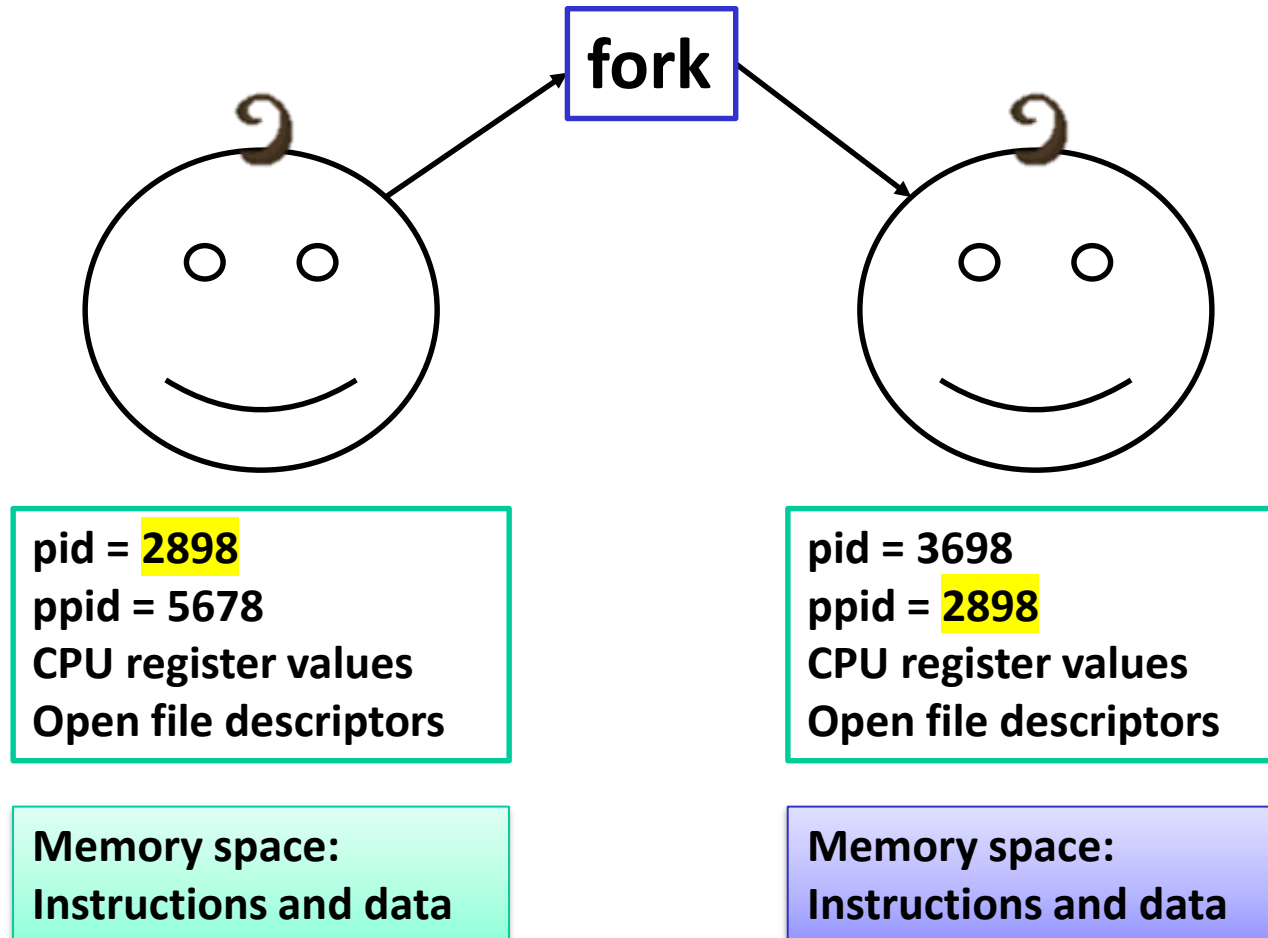 fork
pid = 2898
ppid = 5678
CPU register values
Open file descriptors
Memory space:
Instructions and data
pid = 3698
ppid = 2898
CPU register values
Open file descriptors
Memory space:
Instructions and data